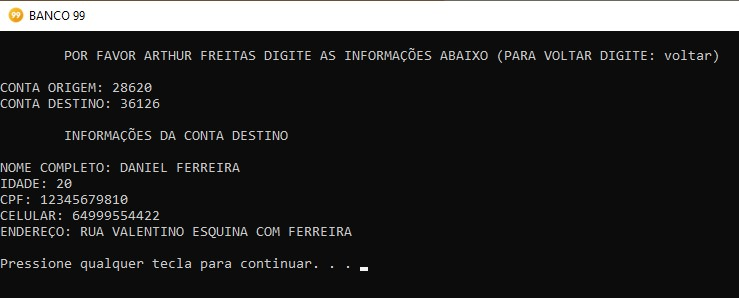 99 BANCO 99
POR FAVOR ARTHUR FREITAS DIGITE AS INFORMAÇÕES ABAIXO (PARA VOLTAR DIGITE: voltar)
CONTA ORIGEM: 28620
CONTA DESTINO: 36126
INFORMAÇÕES DA CONTA DESTINO
NOME COMPLETO: DANIEL FERREIRA
IDADE: 20
CPF: 12345679810
CELULAR: 64999554422
ENDEREÇO: RUA VALENTINO ESQUINA COM FERREIRA
Pressione qualquer tecla para continuar. . .